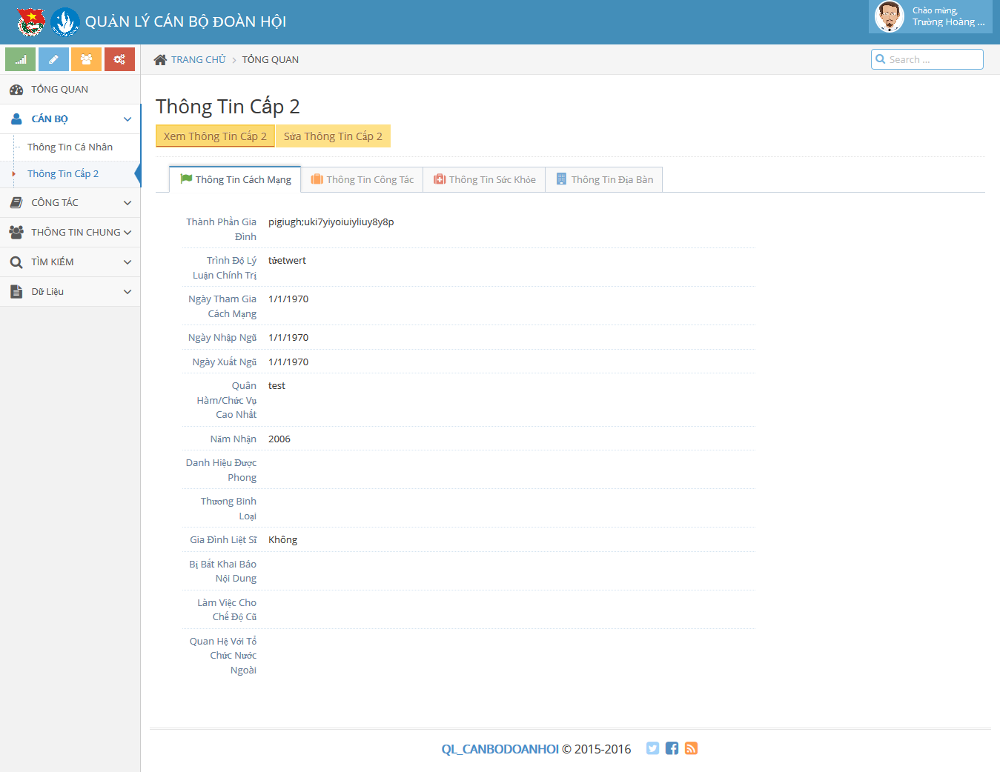 QUẢN LÝ CÁN BỘ ĐOÀN HỘI
Chào mừng,
Trường Hoàng ...
TRANG CHỦ
TỔNG QUAN
Search ...
TỔNG QUAN
CÁN BỘ
Thông Tin Cá Nhân
Thông Tin Cấp 2
CÔNG TÁC
THÔNG TIN CHUNG
TÌM KIẾM
Dữ Liệu
Thông Tin Cấp 2
Xem Thông Tin Cấp 2
Sửa Thông Tin Cấp 2
Thông Tin Cách Mạng
Thông Tin Công Tác
Thông Tin Sức Khỏe
Thông Tin Địa Bàn
Thành Phần Gia
Đình
pigiugh;uki7yiyoiuiyliuy8y8p
Trình Độ Lý
Luận Chính Trị
tửetwert
Ngày Tham Gia
Cách Mạng
1/1/1970
Ngày Nhập Ngũ
1/1/1970
Ngày Xuất Ngũ
1/1/1970
Quân
Hàm/Chức Vụ
Cao Nhất
test
Năm Nhận
2006
Danh Hiệu Được
Phong
Thương Binh
Loại
Gia Đình Liệt Sĩ
Không
Bị Bắt Khai Báo
Nội Dung
Làm Việc Cho
Chế Độ Cũ
Quan Hệ Với Tổ
Chức Nước
Ngoài
QL_CANBODOANHOI © 2015-2016